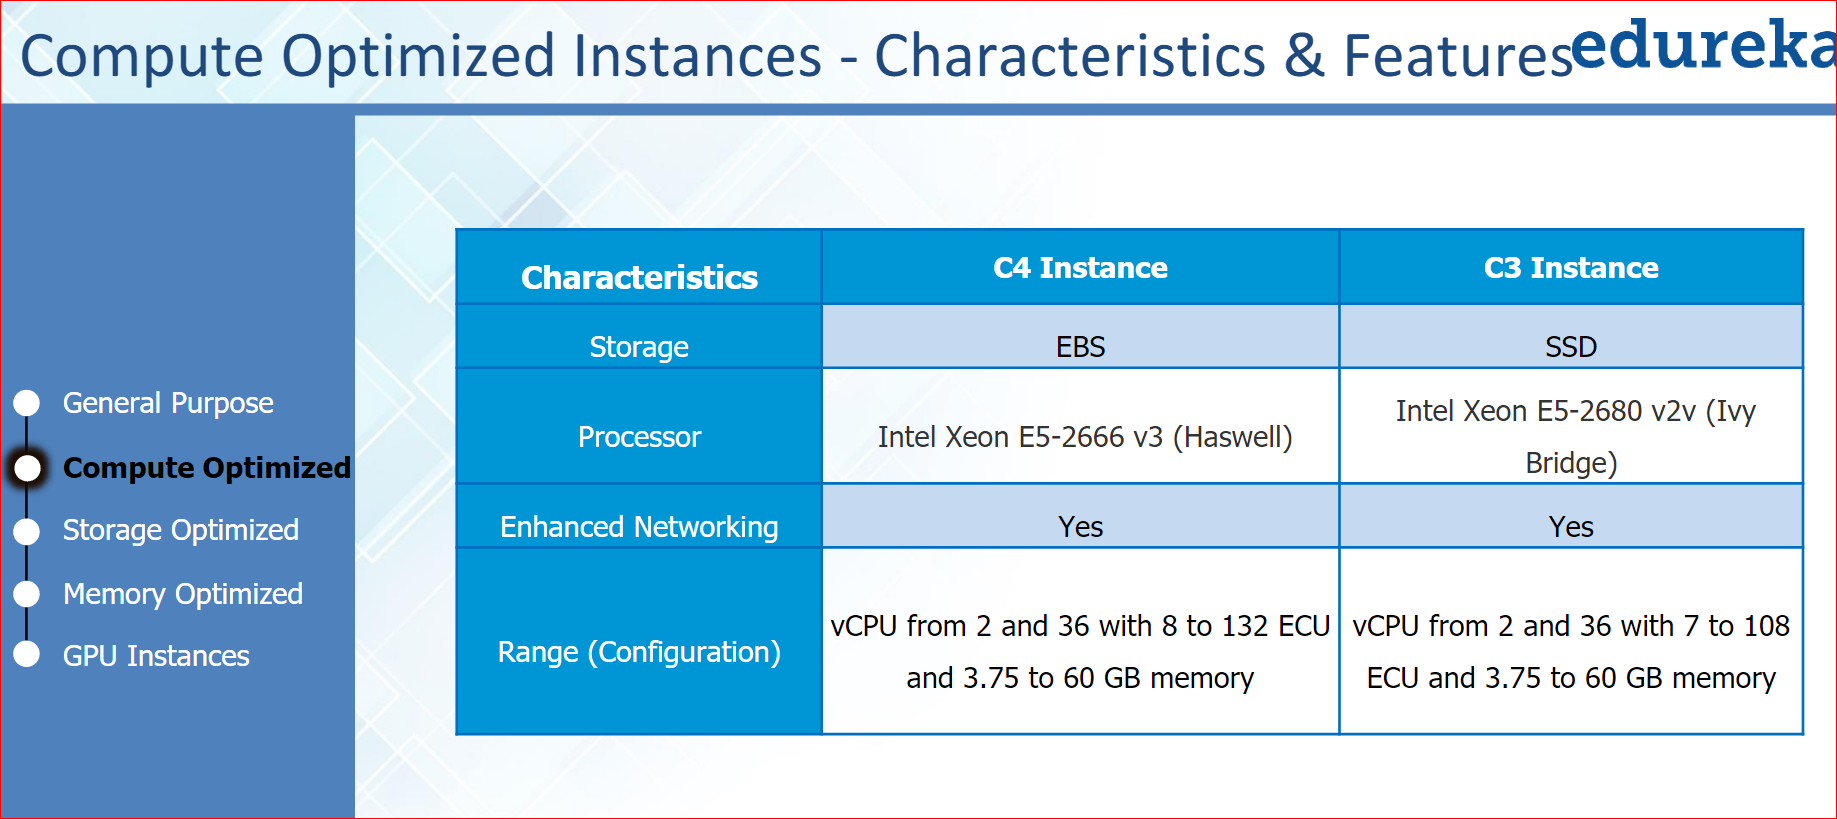 Compute Optimized Instances - Characteristics & Features
edureka
General Purpose
Compute Optimized
Storage Optimized
Memory Optimized
GPU Instances
Characteristics
C4 Instance
C3 Instance
Storage
EBS
SSD
Processor
Intel Xeon E5-2666 v3 (Haswell)
Intel Xeon E5-2680 v2v (Ivy
Bridge)
Enhanced Networking
Yes
Yes
Range (Configuration)
vCPU from 2 and 36 with 8 to 132 ECU
and 3.75 to 60 GB memory
vCPU from 2 and 36 with 7 to 108
ECU and 3.75 to 60 GB memory